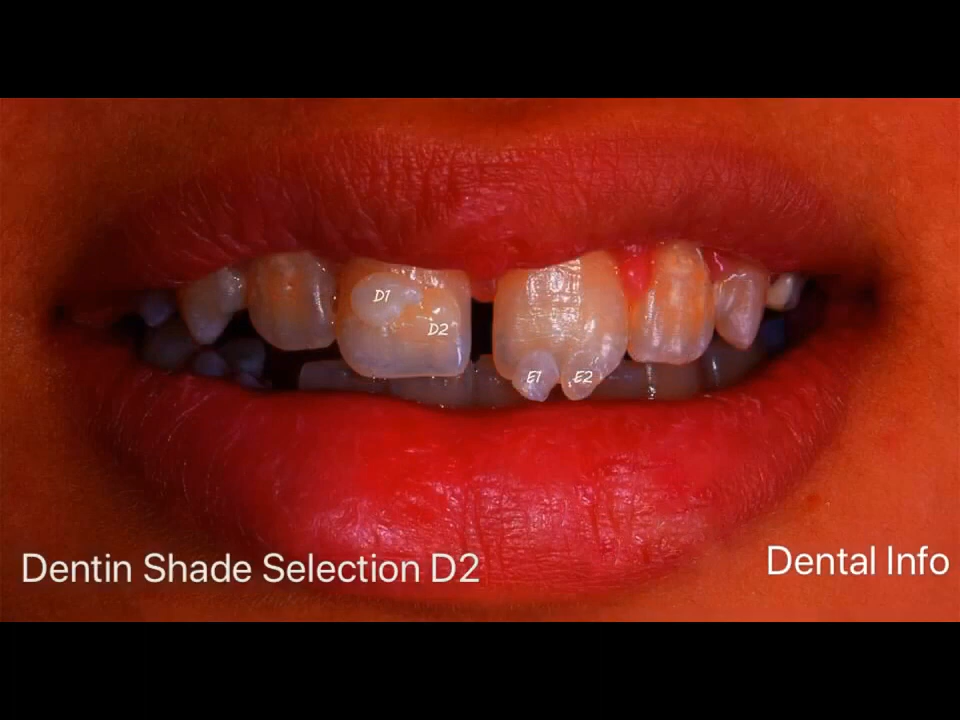 D1
D2
E1 E2
Dentin Shade Selection D2
Dental Info